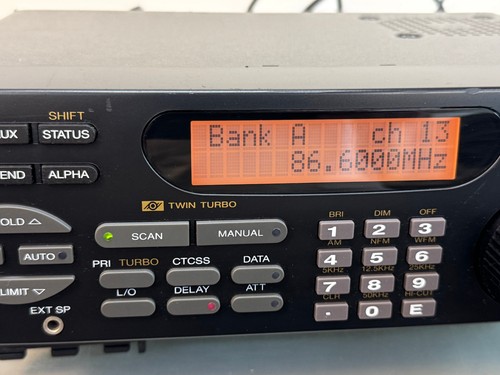 SHIFT
UX STATUS
END ALPHA
Bank A ch 13
86.6000MHz
TWIN TURBO
OLD △
SCAN MANUAL
AUTO
LIMIT ▽
PRI TURBO CTCSS DATA
L/O DELAY ATT
EXT SP
BRI DIM OFF
1 2 3
AM NFM WFM
4 5 6
5KHz 12.5KHz 25KHz
7 8 9
CLR 50KHz HI-CUT
. 0 E